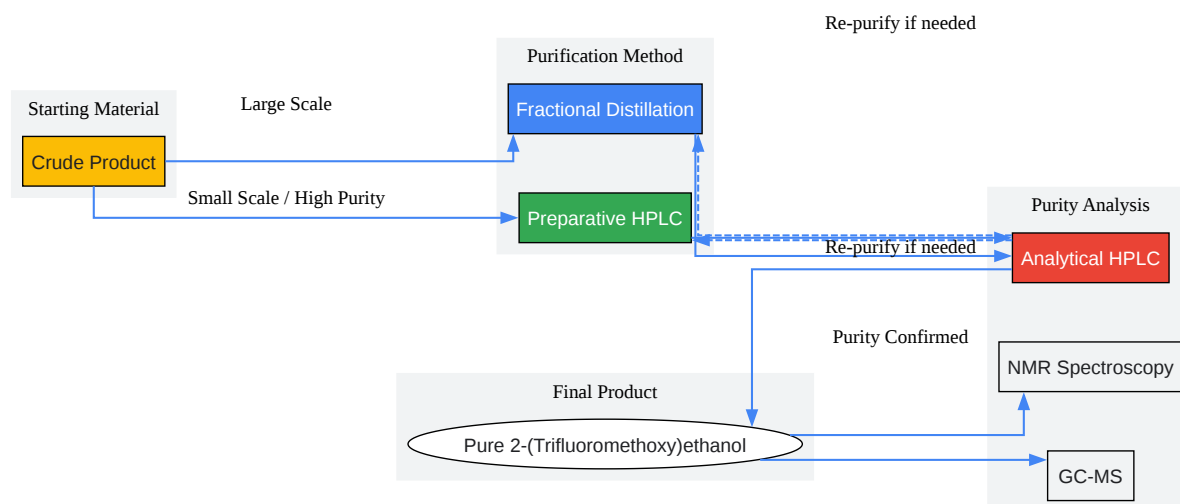 Re-purify if needed
Purification Method
Starting Material
Large Scale
Fractional Distillation
Crude Product
Small Scale / High Purity
Preparative HPLC
Purity Analysis
Re-purify if needed
Analytical HPLC
Purity Confirmed
NMR Spectroscopy
Final Product
Pure 2-(Trifluoromethoxy)ethanol
GC-MS